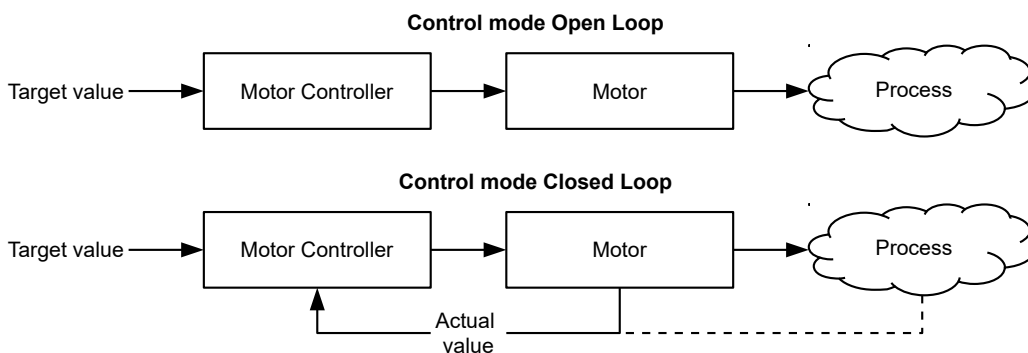 Control mode Open Loop
Target value
Motor Controller
Motor
Process
Control mode Closed Loop
Target value
Motor Controller
Motor
Process
Actual
value